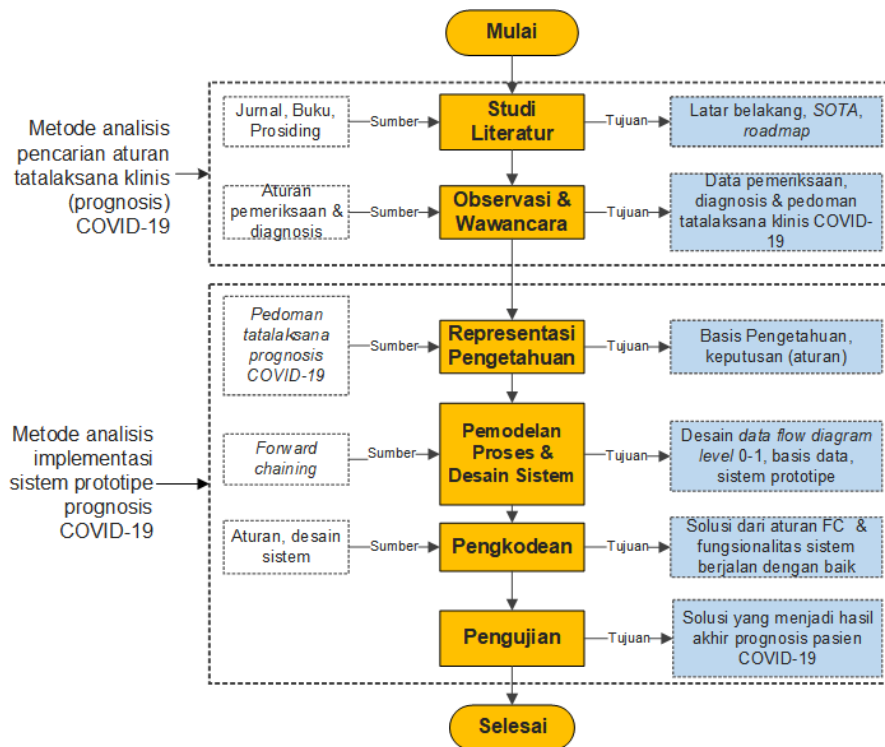 Mulai
Metode analisis
pencarian aturan
tatalaksana klinis
(prognosis)
COVID-19
Jurnal, Buku,
Prosiding
Sumber
Studi
Literatur
Tujuan
Latar belakang, SOTA,
roadmap
Aturan
pemeriksaan &
diagnosis
Sumber
Observasi &
Wawancara
Tujuan
Data pemeriksaan,
diagnosis & pedoman
tatalaksana klinis COVID-
19
Metode analisis
implementasi
sistem prototipe
prognosis
COVID-19
Pedoman
tatalaksana
prognosis
COVID-19
Sumber
Representasi
Pengetahuan
Tujuan
Basis Pengetahuan,
keputusan (aturan)
Forward
chaining
Sumber
Pemodelan
Proses &
Desain Sistem
Tujuan
Desain data flow diagram
level 0-1, basis data,
sistem prototipe
Aturan, desain
sistem
Sumber
Pengkodean
Tujuan
Solusi dari aturan FC &
fungsionalitas sistem
berjalan dengan baik
Pengujian
Tujuan
Solusi yang menjadi hasil
akhir prognosis pasien
COVID-19
Selesai